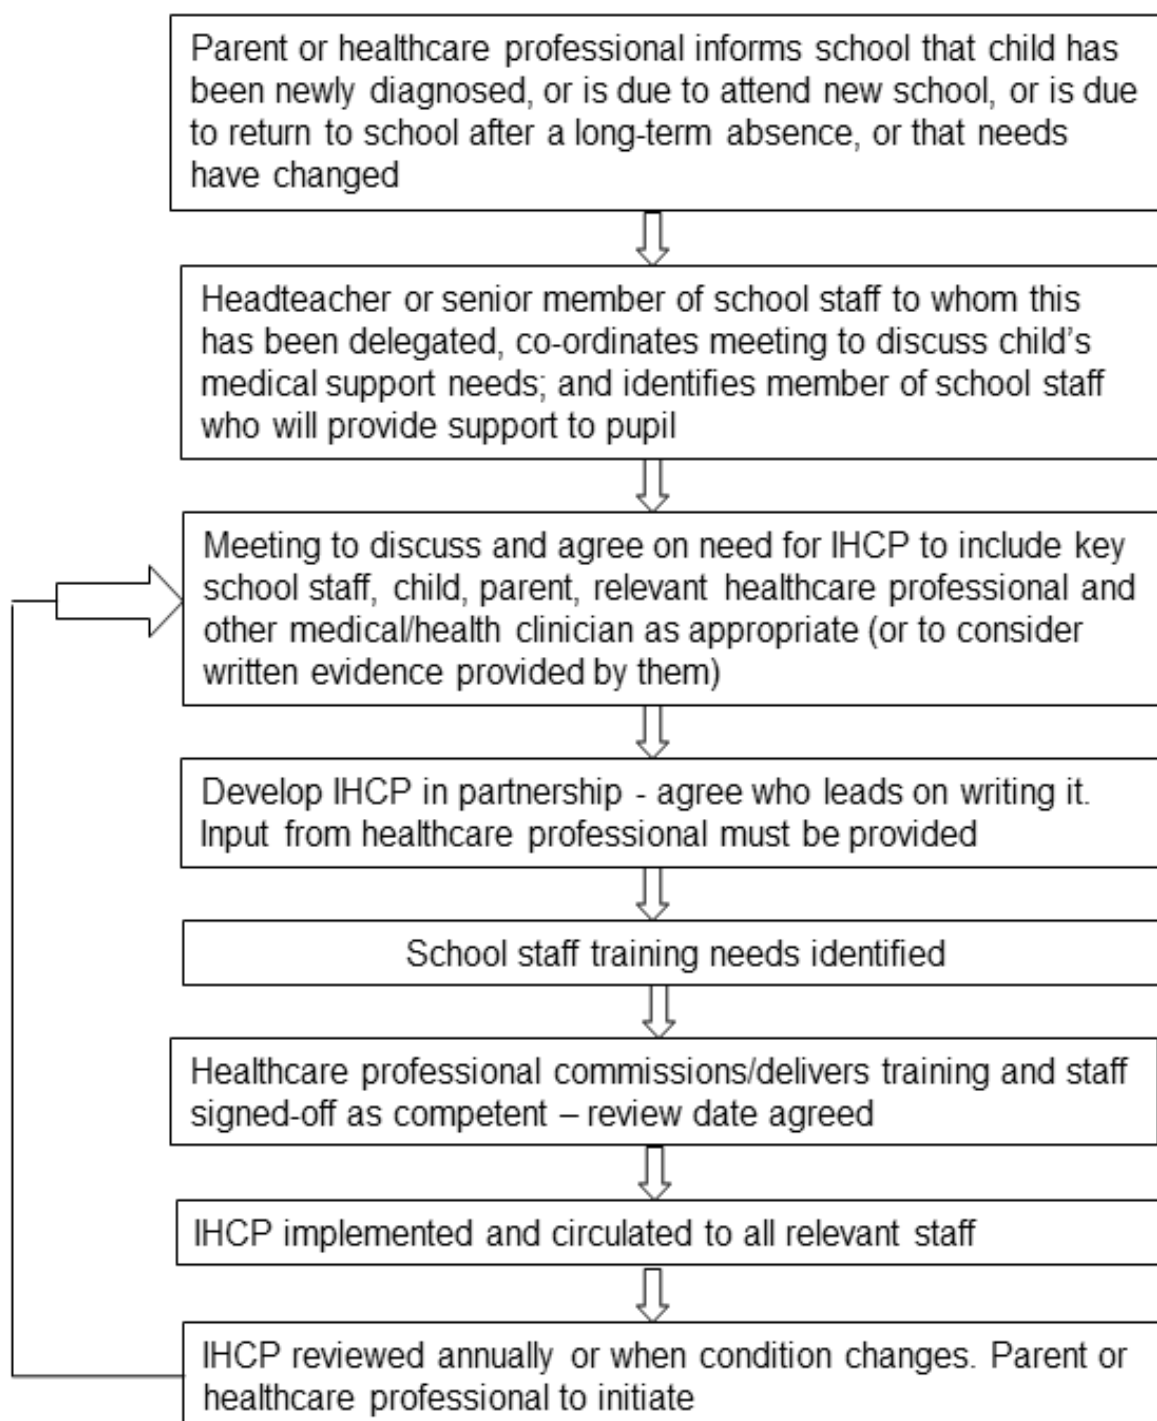 Parent or healthcare professional informs school that child has
been newly diagnosed, or is due to attend new school, or is due
to return to school after a long-term absence, or that needs
have changed
Headteacher or senior member of school staff to whom this
has been delegated, co-ordinates meeting to discuss child's
medical support needs; and identifies member of school staff
who will provide support to pupil
Meeting to discuss and agree on need for IHCP to include key
school staff, child, parent, relevant healthcare professional and
other medical/health clinician as appropriate (or to consider
written evidence provided by them)
Develop IHCP in partnership - agree who leads on writing it.
Input from healthcare professional must be provided
School staff training needs identified
Healthcare professional commissions/delivers training and staff
signed-off as competent – review date agreed
IHCP implemented and circulated to all relevant staff
IHCP reviewed annually or when condition changes. Parent or
healthcare professional to initiate